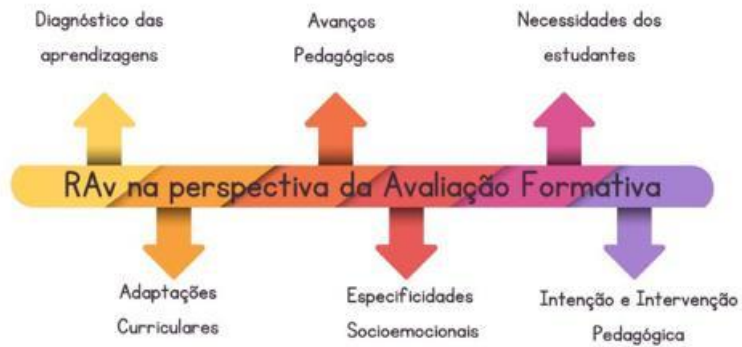 Diagnóstico das
aprendizagens
Avanços
Pedagógicos
Necessidades dos
estudantes
RAv na perspectiva da Avaliação Formativa
Adaptações
Curriculares
Especificidades
Socioemocionais
Intenção e Intervenção
Pedagógica